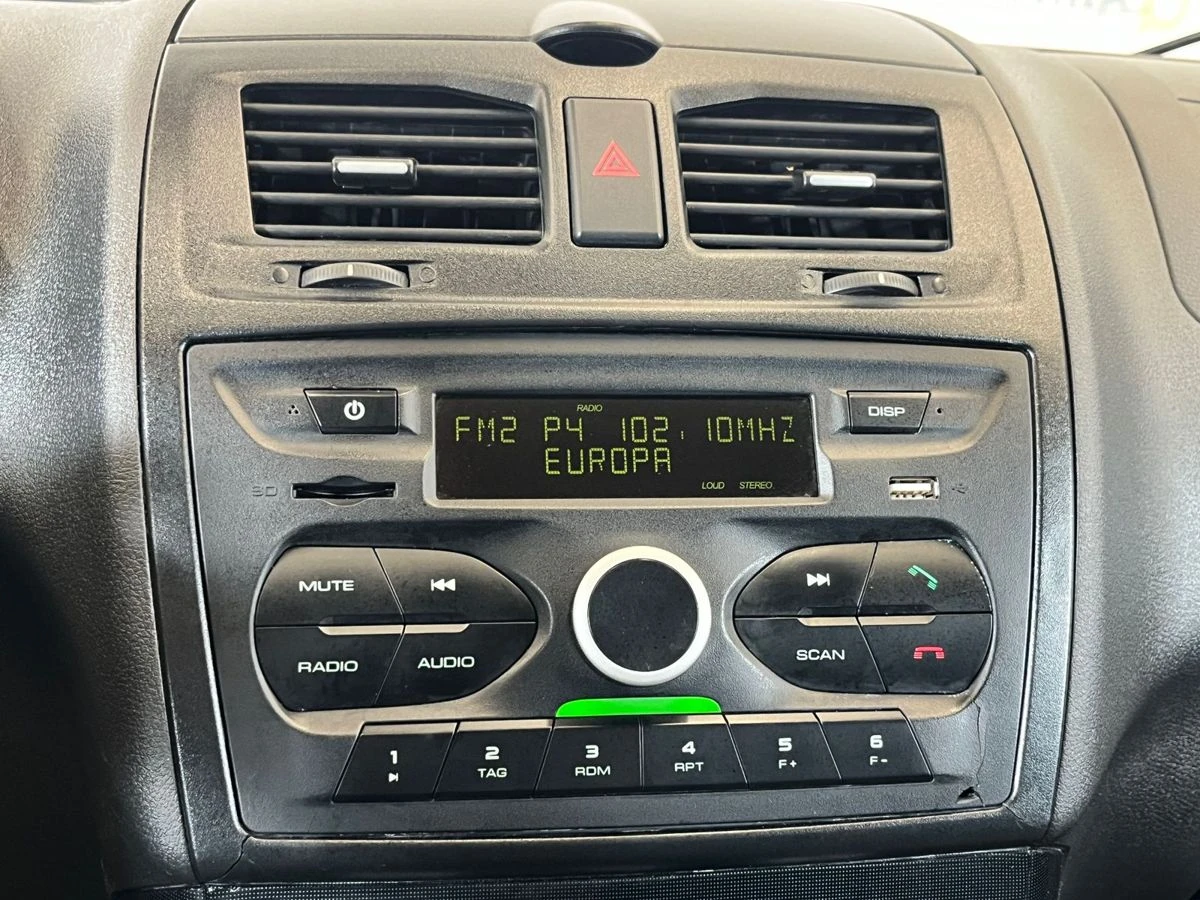 RADIO
FM2 P4 102.10MHZ
EUROPA
LOUD STEREO
DISP
SD
MUTE
RADIO
AUDIO
SCAN
1
2
TAG
3
RDM
4
RPT
5
F+
6
F-